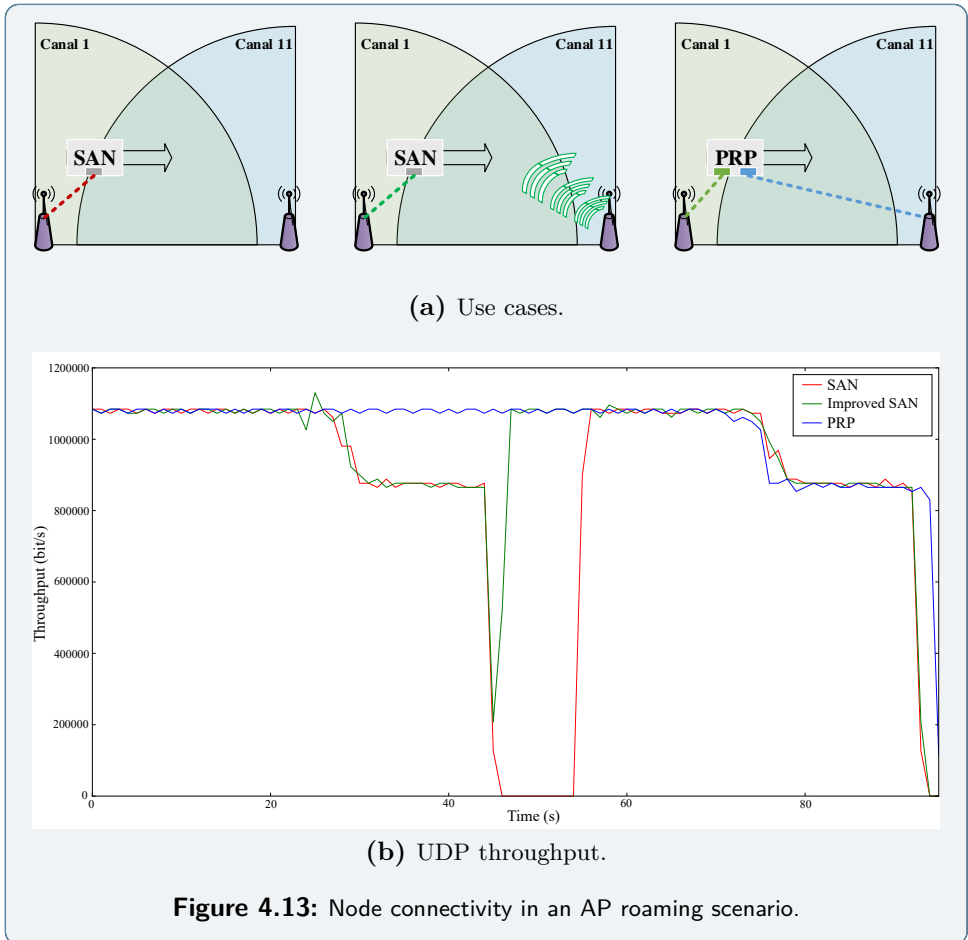 Canal 1
Canal 11
SAN
Canal 1
Canal 11
SAN
Canal 1
Canal 11
PRP
(a) Use cases.
1200000
1000000
800000
600000
400000
200000
0
Throughput (bit/s)
SAN
Improved SAN
PRP
0
20
40
60
80
Time (s)
(b) UDP throughput.
Figure 4.13: Node connectivity in an AP roaming scenario.